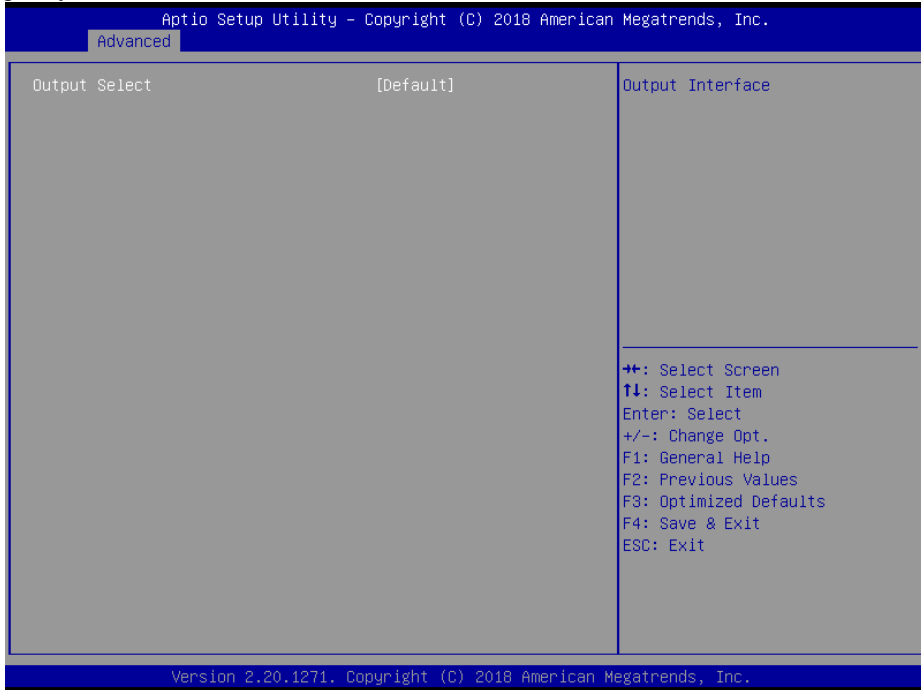 Aptio Setup Utility – Copyright (C) 2018 American Megatrends, Inc.
Advanced
Output Select [Default]
Output Interface
→←: Select Screen
↑↓: Select Item
Enter: Select
+/-: Change Opt.
F1: General Help
F2: Previous Values
F3: Optimized Defaults
F4: Save & Exit
ESC: Exit
Version 2.20.1271. Copyright (C) 2018 American Megatrends, Inc.